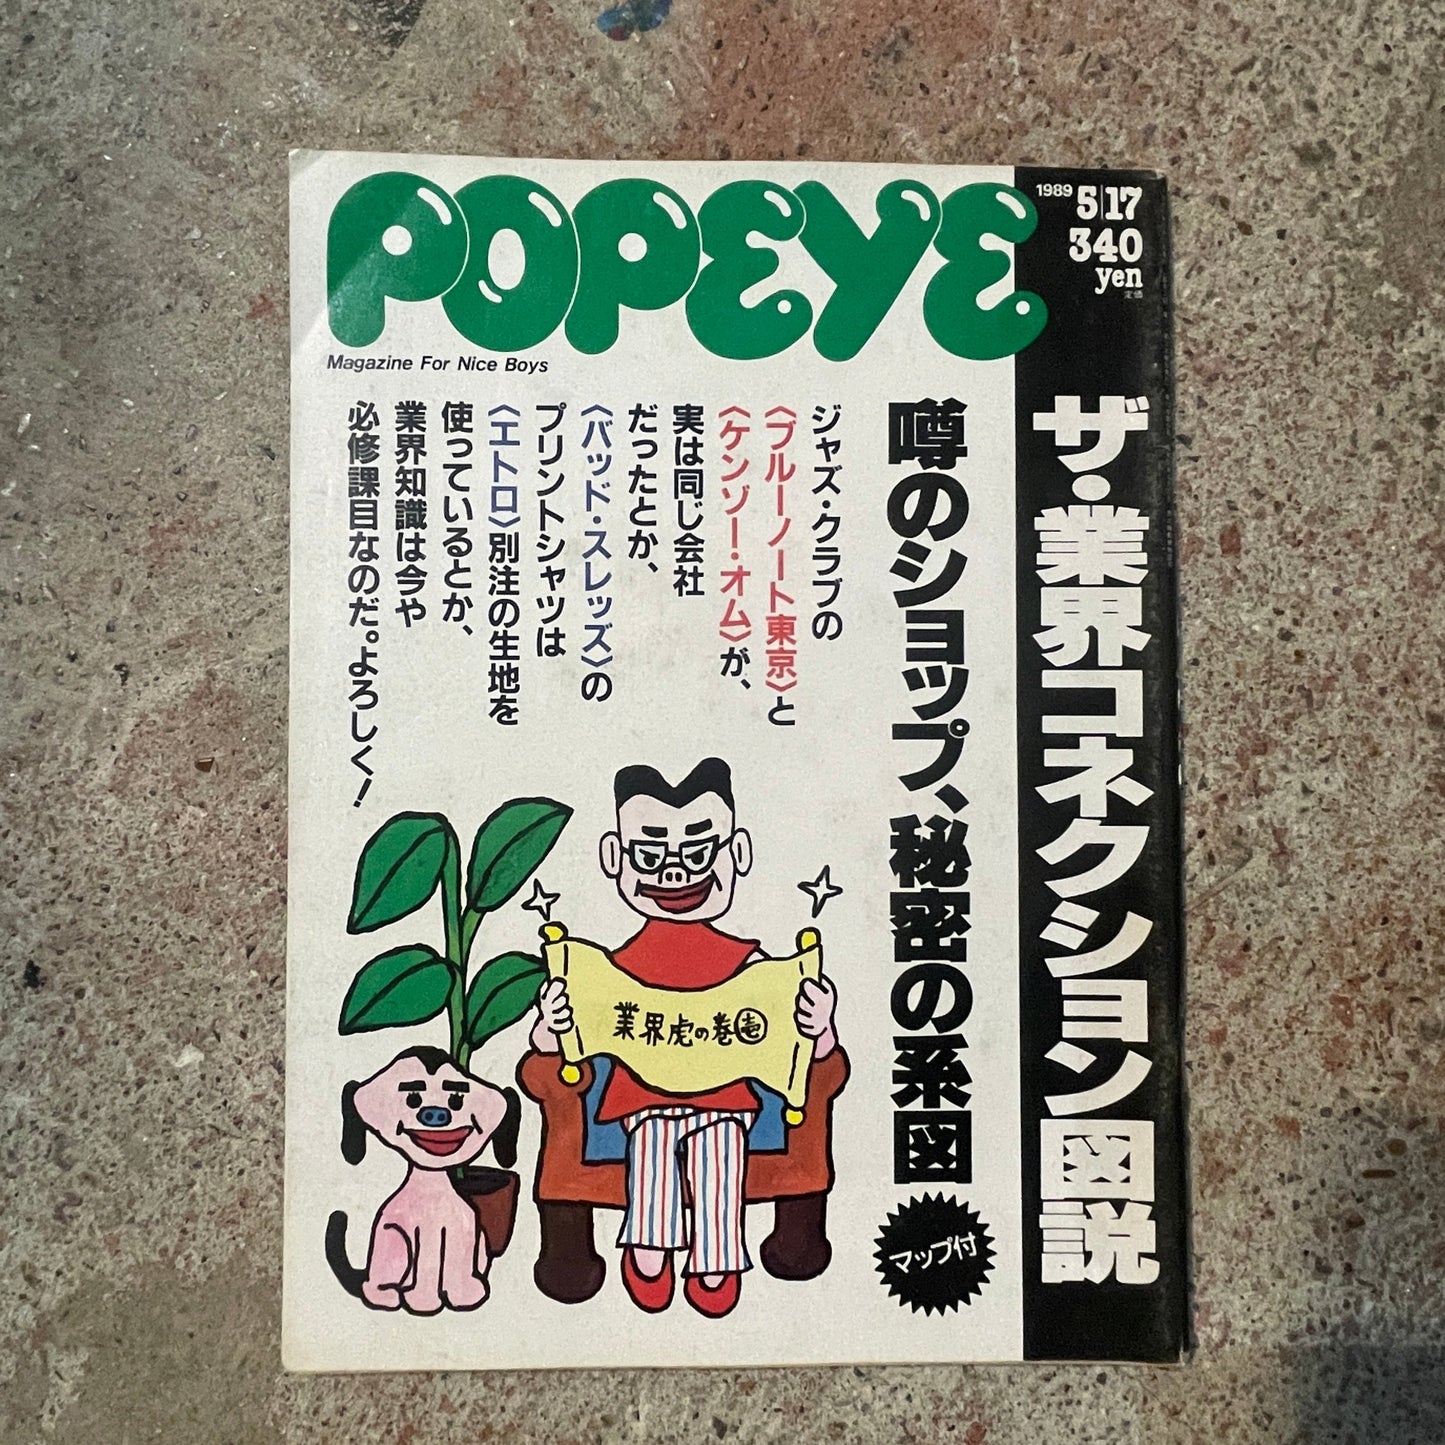 POPEYE
Magazine For Nice Boys
1989
5|17
340
yen
定価
ザ・業界コネクション図説
噂のショップ、秘密の系図
マップ付
ジャズ・クラブの
〈ブルーノート東京〉と
〈ケンゾー・オム〉が、
実は同じ会社
だったとか、
〈バッド・スレッズ〉の
プリントシャツは
〈エトロ〉別注の生地を
使っているとか、
業界知識は今や
必修課目なのだ。よろしく!
業界虎の巻壱